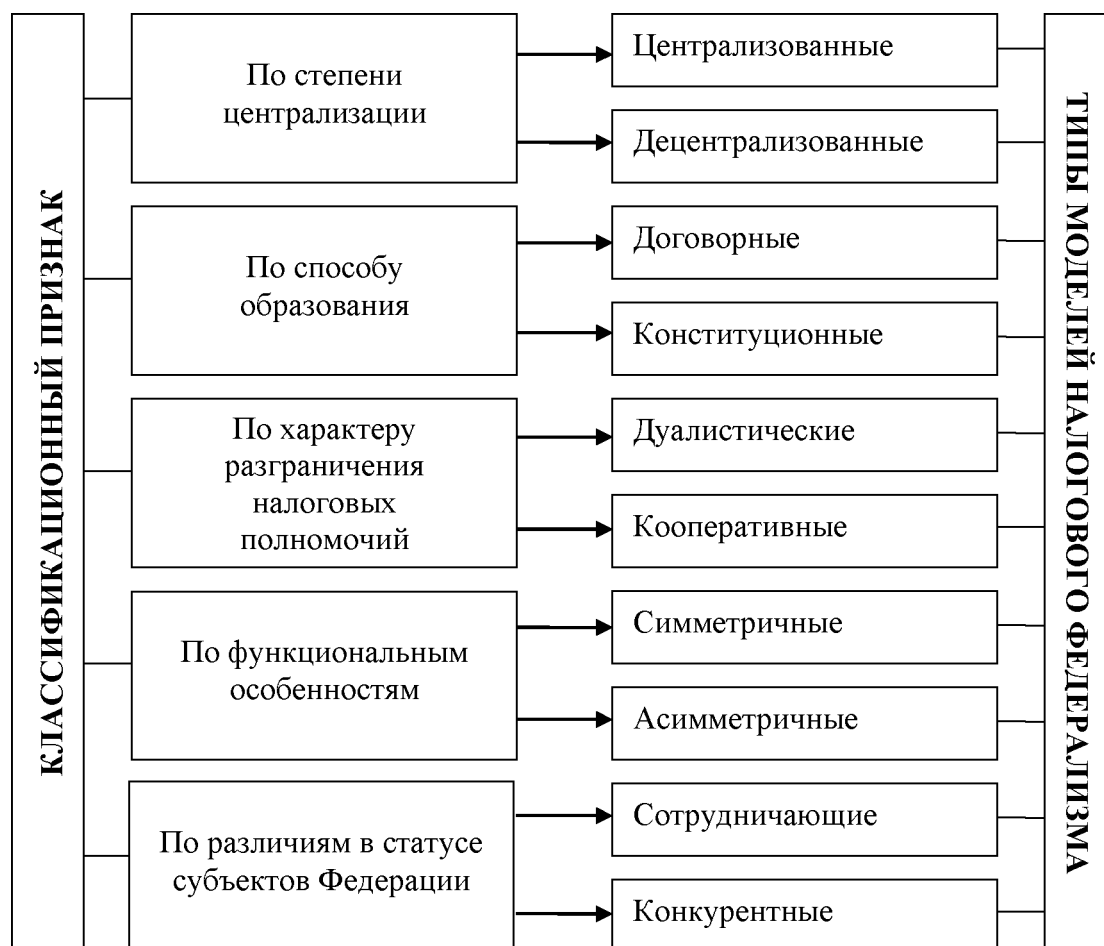 КЛАССИФИКАЦИОННЫЙ ПРИЗНАК
По степени
централизации
Централизованные
Децентрализованные
По способу
образования
Договорные
Конституционные
По характеру
разграничения
налоговых
полномочий
Дуалистические
Кооперативные
По функциональным
особенностям
Симметричные
Асимметричные
По различиям в статусе
субъектов Федерации
Сотрудничающие
Конкурентные
ТИПЫ МОДЕЛЕЙ НАЛОГОВОГО ФЕДЕРАЛИЗМА